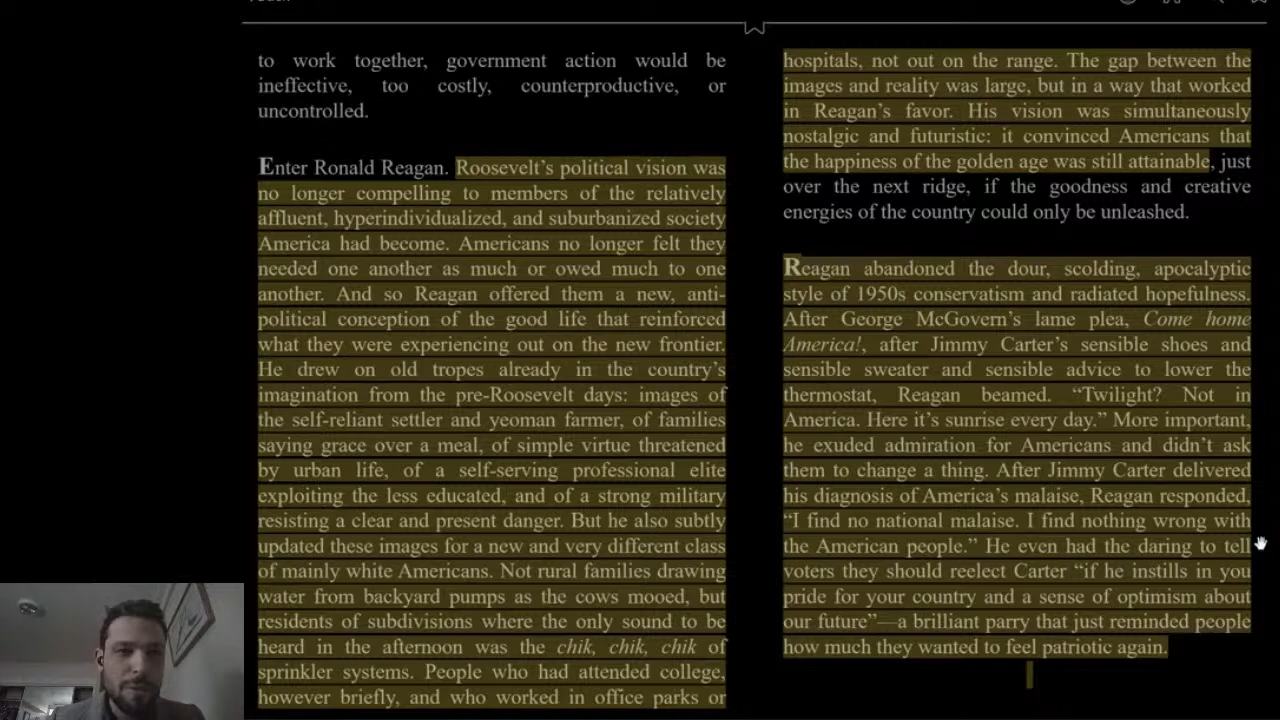 to work together, government action would be
ineffective, too costly, counterproductive, or
uncontrolled.
Enter Ronald Reagan. Roosevelt’s political vision was
no longer compelling to members of the relatively
affluent, hyperindividualized, and suburbanized society
America had become. Americans no longer felt they
needed one another as much or owed much to one
another. And so Reagan offered them a new, anti-
political conception of the good life that reinforced
what they were experiencing out on the new frontier.
He drew on old tropes already in the country’s
imagination from the pre-Roosevelt days: images of
the self-reliant settler and yeoman farmer, of families
saying grace over a meal, of simple virtue threatened
by urban life, of a self-serving professional elite
exploiting the less educated, and of a strong military
resisting a clear and present danger. But he also subtly
updated these images for a new and very different class
of mainly white Americans. Not rural families drawing
water from backyard pumps as the cows mooed, but
residents of subdivisions where the only sound to be
heard in the afternoon was the chik, chik, chik of
sprinkler systems. People who had attended college,
however briefly, and who worked in office parks or
hospitals, not out on the range. The gap between the
images and reality was large, but in a way that worked
in Reagan’s favor. His vision was simultaneously
nostalgic and futuristic: it convinced Americans that
the happiness of the golden age was still attainable, just
over the next ridge, if the goodness and creative
energies of the country could only be unleashed.
Reagan abandoned the dour, scolding, apocalyptic
style of 1950s conservatism and radiated hopefulness.
After George McGovern’s lame plea, Come home
America!, after Jimmy Carter’s sensible shoes and
sensible sweater and sensible advice to lower the
thermostat, Reagan beamed. “Twilight? Not in
America. Here it’s sunrise every day.” More important,
he exuded admiration for Americans and didn’t ask
them to change a thing. After Jimmy Carter delivered
his diagnosis of America’s malaise, Reagan responded,
“I find no national malaise. I find nothing wrong with
the American people.” He even had the daring to tell
voters they should reelect Carter “if he instills in you
pride for your country and a sense of optimism about
our future”—a brilliant parry that just reminded people
how much they wanted to feel patriotic again.